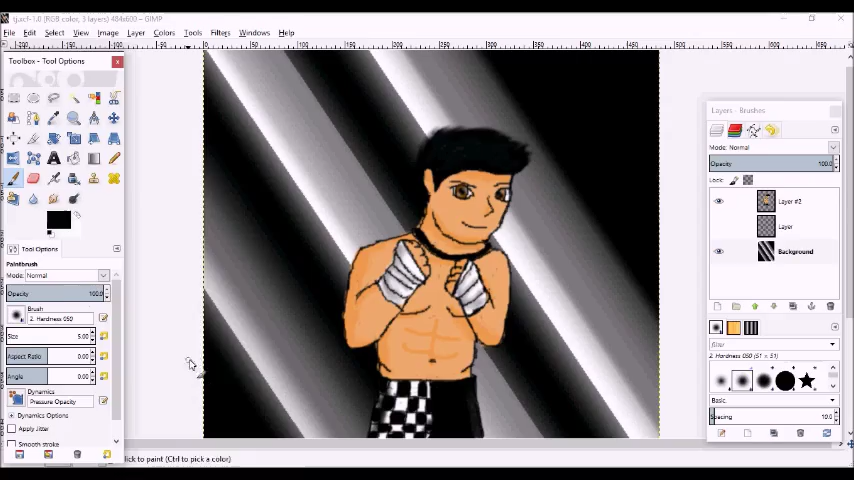 tj.xcf-1.0 (RGB color, 3 layers) 484x600 – GIMP
File Edit Select View Image Layer Colors Tools Filters Windows Help
Toolbox - Tool Options
Tool Options
Paintbrush
Mode: Normal
Opacity 100.0
Brush
2. Hardness 050
Size 5.00
Aspect Ratio 0.00
Angle 0.00
Dynamics
Pressure Opacity
Dynamics Options
Apply Jitter
Smooth stroke
Layers - Brushes
Mode: Normal
Opacity 100.0
Lock:
Layer #2
Layer
Background
filter
2. Hardness 050 (51 × 51)
Basic.
Spacing 10.0
lick to paint (Ctrl to pick a color)